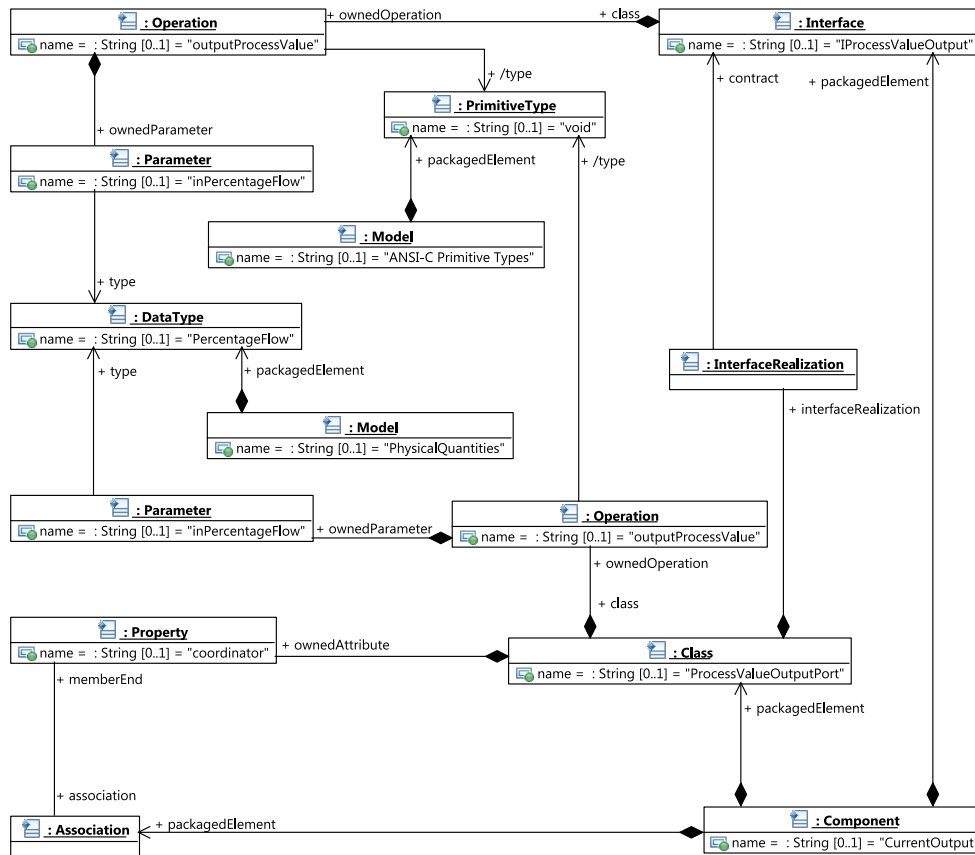 : Operation
name = : String [0..1] = "outputProcessValue"
+ ownedOperation
+ class
: Interface
name = : String [0..1] = "IProcessValueOutput"
+ /type
+ contract
+ packagedElement
: PrimitiveType
name = : String [0..1] = "void"
+ ownedParameter
+ packagedElement
+ /type
: Parameter
name = : String [0..1] = "inPercentageFlow"
: Model
name = : String [0..1] = "ANSI-C Primitive Types"
+ type
: DataType
name = : String [0..1] = "PercentageFlow"
+ type
+ packagedElement
: InterfaceRealization
+ interfaceRealization
: Model
name = : String [0..1] = "PhysicalQuantities"
: Parameter
name = : String [0..1] = "inPercentageFlow"
+ ownedParameter
: Operation
name = : String [0..1] = "outputProcessValue"
+ ownedOperation
+ class
: Property
name = : String [0..1] = "coordinator"
+ ownedAttribute
: Class
name = : String [0..1] = "ProcessValueOutputPort"
+ memberEnd
+ packagedElement
+ association
: Association
+ packagedElement
: Component
name = : String [0..1] = "CurrentOutput"